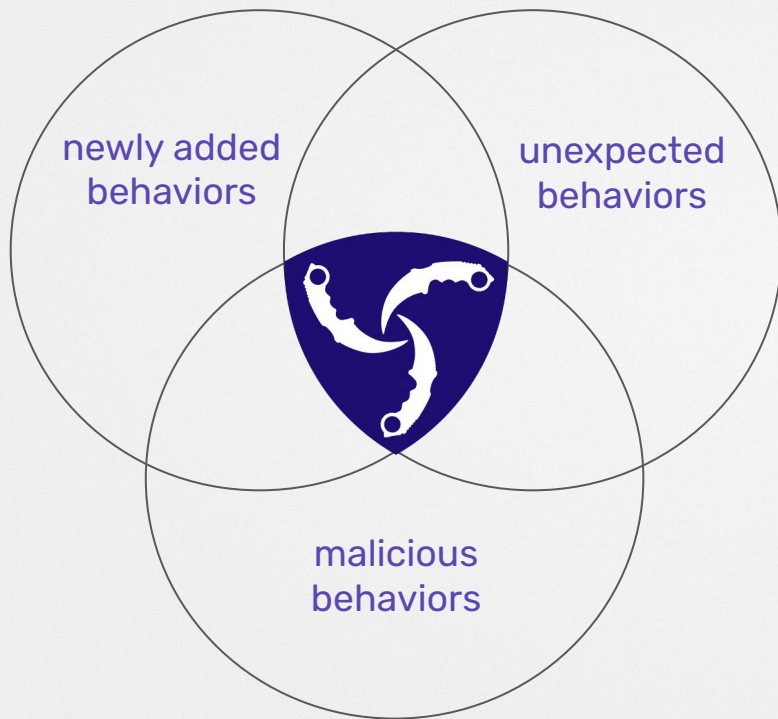 newly added
behaviors
unexpected
behaviors
malicious
behaviors